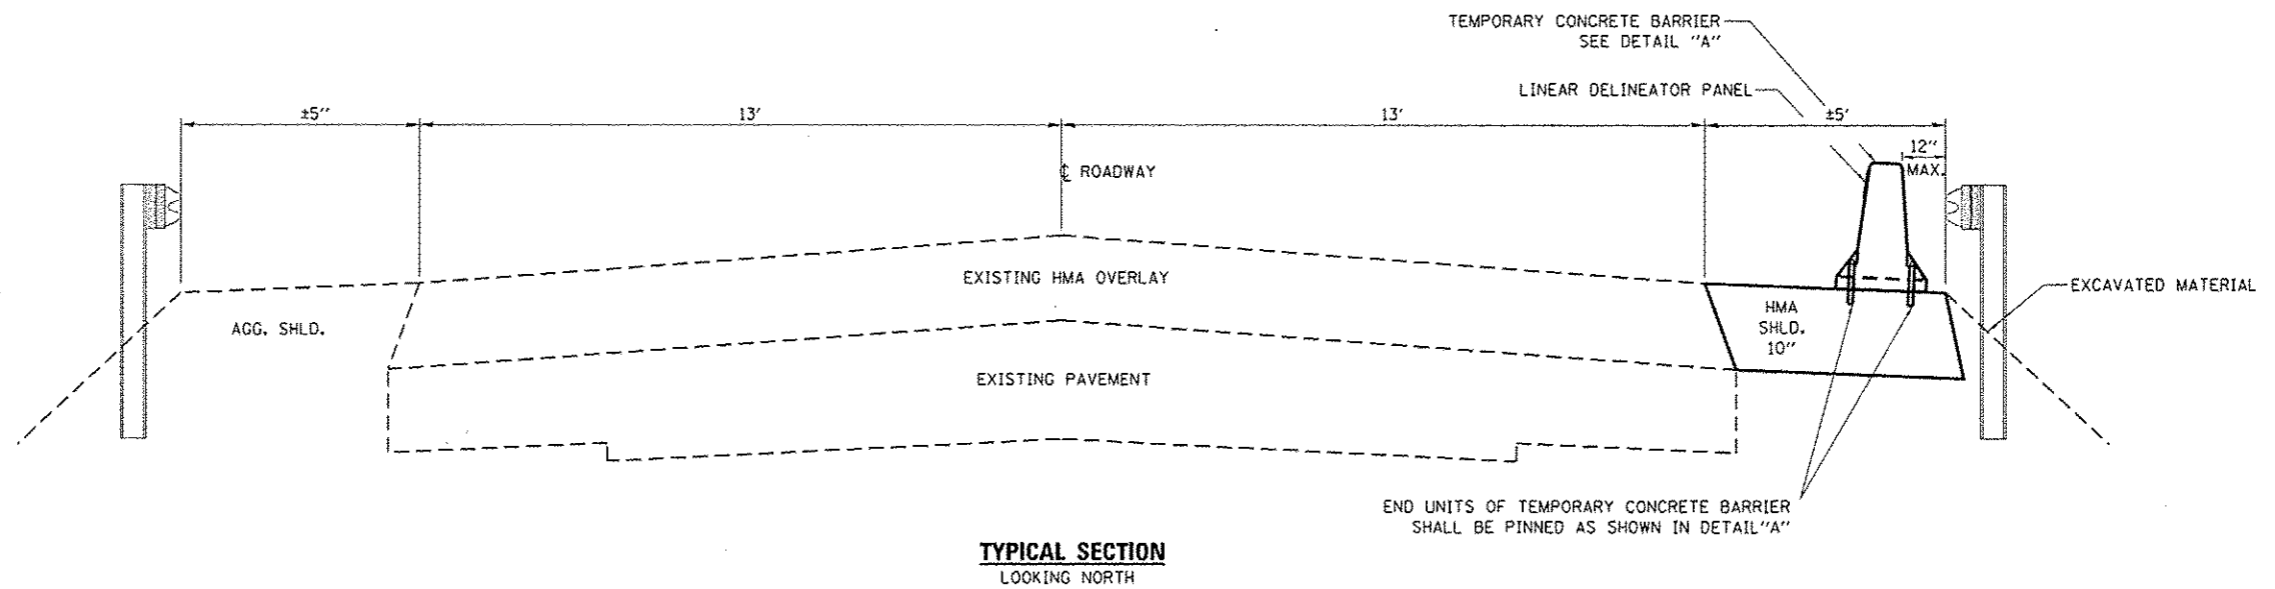 TEMPORARY CONCRETE BARRIER
SEE DETAIL "A"
LINEAR DELINEATOR PANEL
±5"
13'
13'
±5'
12"
MAX.
℄ ROADWAY
EXISTING HMA OVERLAY
EXCAVATED MATERIAL
AGG. SHLD.
HMA
SHLD.
10"
EXISTING PAVEMENT
END UNITS OF TEMPORARY CONCRETE BARRIER
SHALL BE PINNED AS SHOWN IN DETAIL"A"
TYPICAL SECTION
LOOKING NORTH